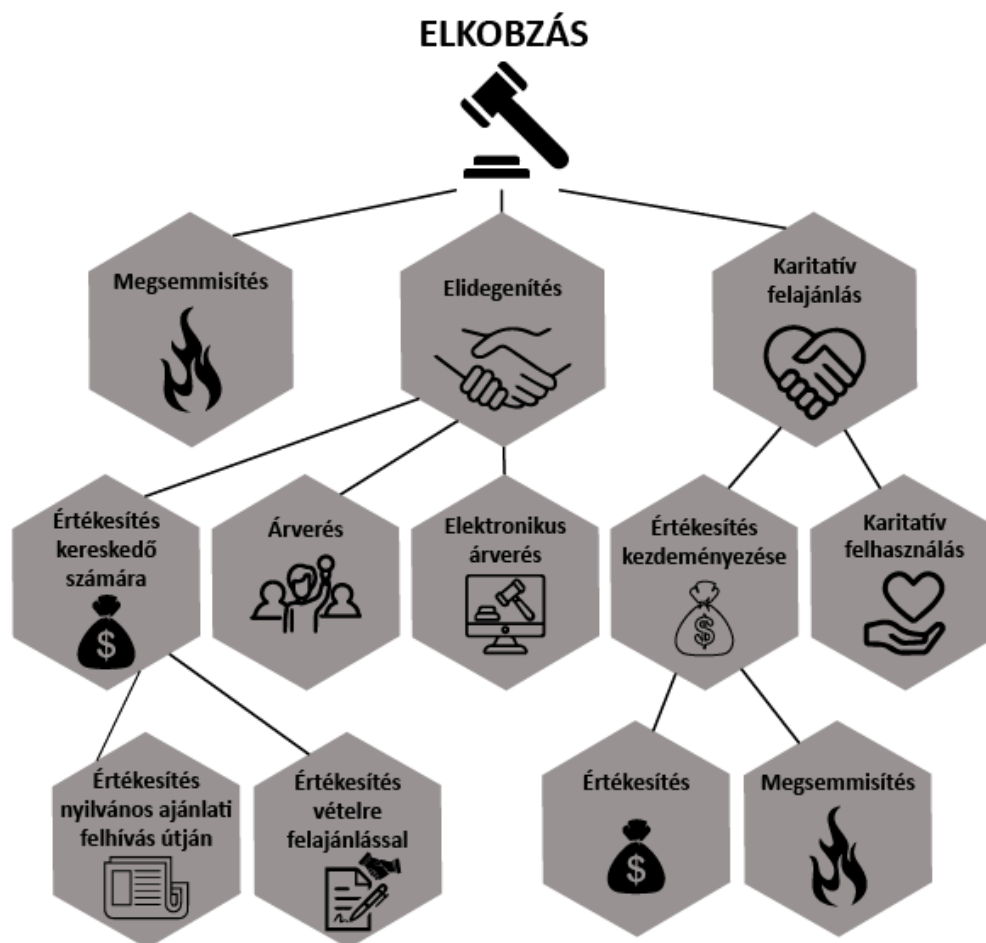 ELKOBZÁS
Megsemmisítés
Elidegenítés
Karitatív
felajánlás
Értékesítés
kereskedő
számára
$
Árverés
Elektronikus
árverés
Értékesítés
kezdeményezése
$
Karitatív
felhasználás
Értékesítés
nyilvános ajánlati
felhívás útján
Értékesítés
vételre
felajánlással
Értékesítés
$
Megsemmisítés